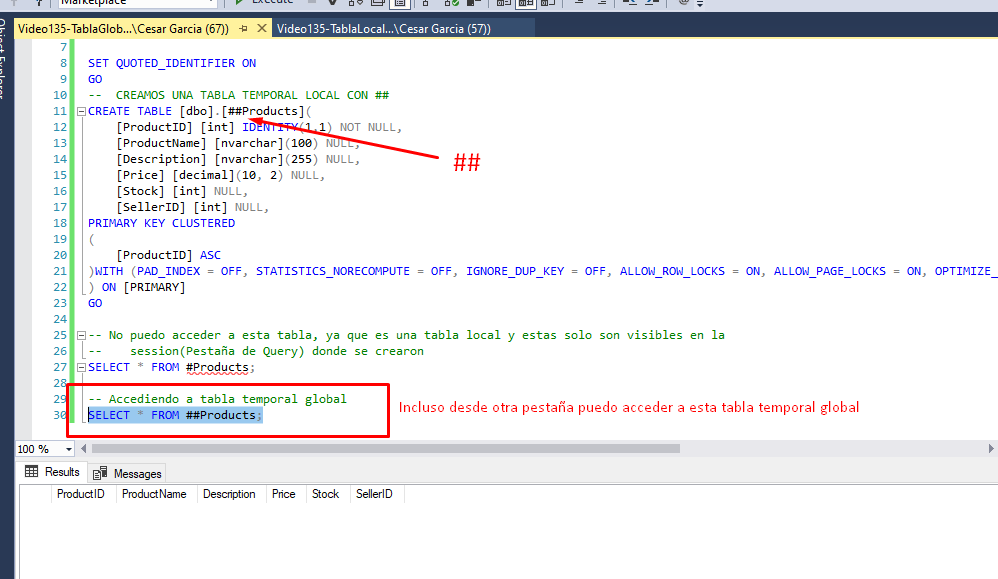 Marketplace
Execute
Object Explorer
Video135-TablaGlob...\Cesar Garcia (67))
Video135-TablaLocal...\Cesar Garcia (57))
7
8 SET QUOTED_IDENTIFIER ON
9 GO
10 -- CREAMOS UNA TABLA TEMPORAL LOCAL CON ##
11 CREATE TABLE [dbo].[##Products](
12 [ProductID] [int] IDENTITY(1,1) NOT NULL,
13 [ProductName] [nvarchar](100) NULL,
14 [Description] [nvarchar](255) NULL,
##
15 [Price] [decimal](10, 2) NULL,
16 [Stock] [int] NULL,
17 [SellerID] [int] NULL,
18 PRIMARY KEY CLUSTERED
19 (
20 [ProductID] ASC
21 )WITH (PAD_INDEX = OFF, STATISTICS_NORECOMPUTE = OFF, IGNORE_DUP_KEY = OFF, ALLOW_ROW_LOCKS = ON, ALLOW_PAGE_LOCKS = ON, OPTIMIZE_
22 ) ON [PRIMARY]
23 GO
24
25 -- No puedo acceder a esta tabla, ya que es una tabla local y estas solo son visibles en la
26 -- session(Pestaña de Query) donde se crearon
27 SELECT * FROM #Products;
28
29 -- Accediendo a tabla temporal global
30 SELECT * FROM ##Products;
Incluso desde otra pestaña puedo acceder a esta tabla temporal global
100 %
Results Messages
ProductID ProductName Description Price Stock SellerID